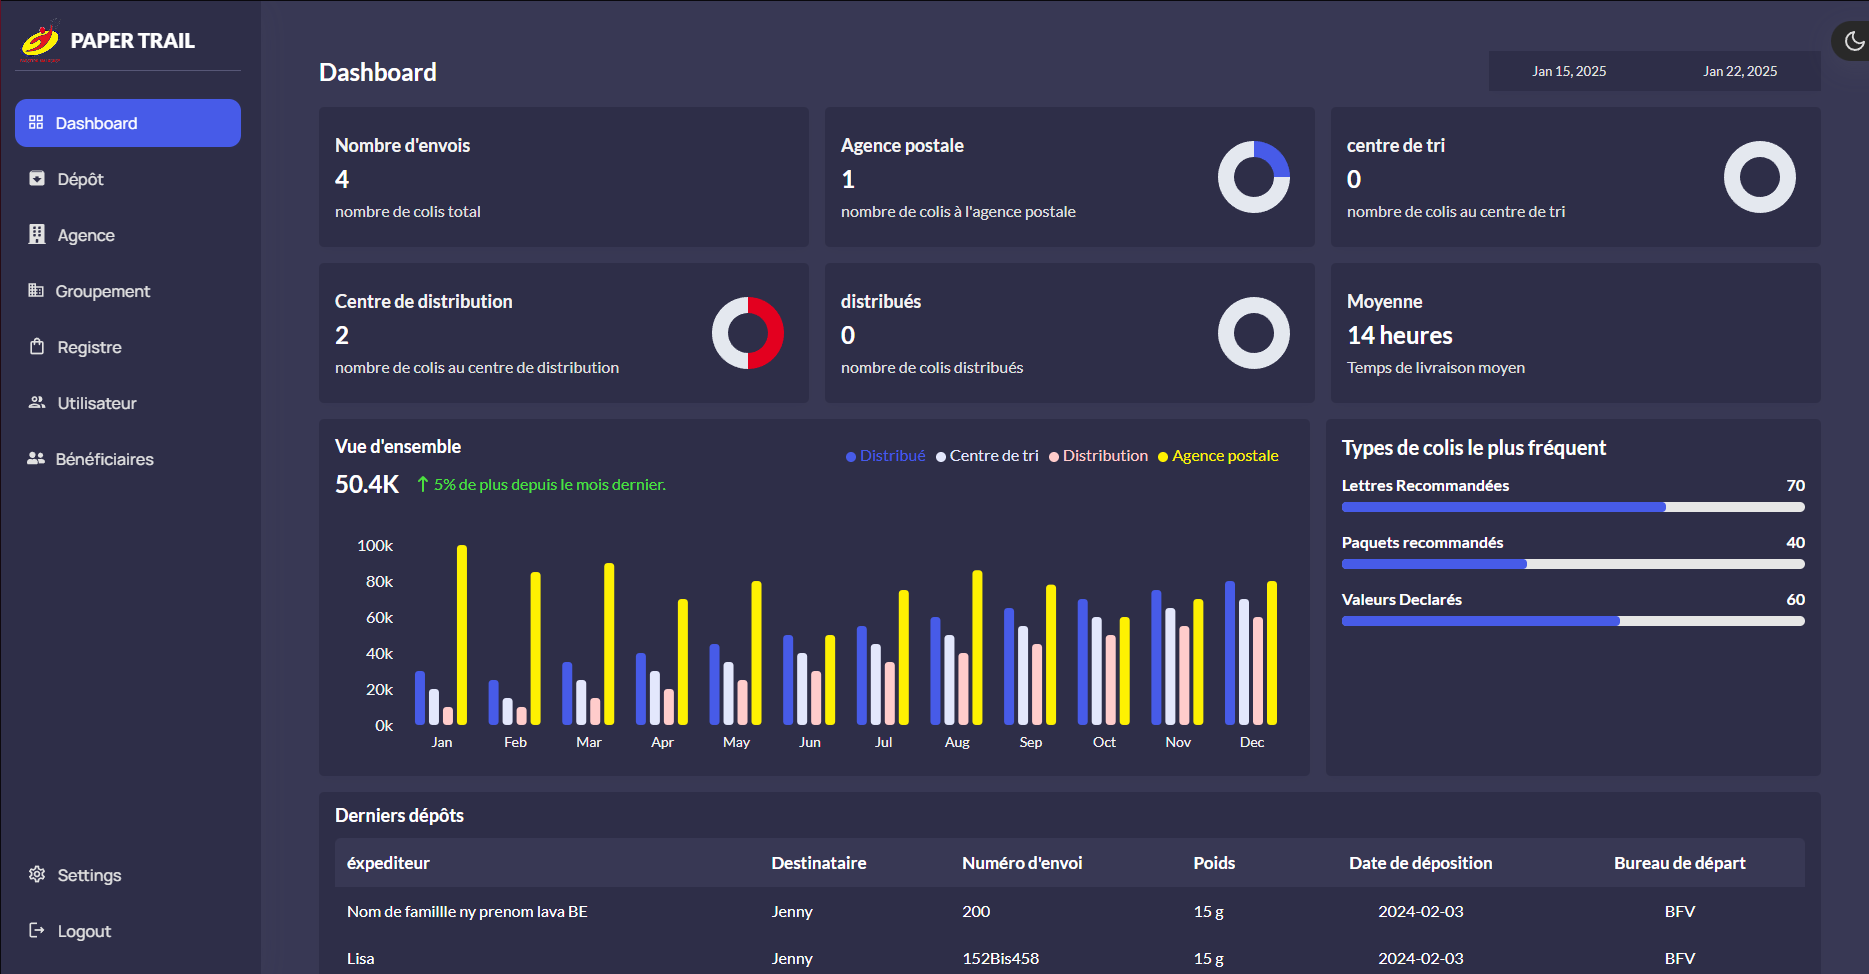 PAPER TRAIL
Dashboard
Dépôt
Agence
Groupement
Registre
Utilisateur
Bénéficiaires
Settings
Logout
Dashboard
Jan 15, 2025 Jan 22, 2025
Nombre d'envois
4
nombre de colis total
Agence postale
1
nombre de colis à l'agence postale
centre de tri
0
nombre de colis au centre de tri
Centre de distribution
2
nombre de colis au centre de distribution
distribués
0
nombre de colis distribués
Moyenne
14 heures
Temps de livraison moyen
Vue d'ensemble
50.4K 5% de plus depuis le mois dernier.
Distribué Centre de tri Distribution Agence postale
100k
80k
60k
40k
20k
0k
Jan Feb Mar Apr May Jun Jul Aug Sep Oct Nov Dec
Types de colis le plus fréquent
Lettres Recommandées 70
Paquets recommandés 40
Valeurs Declarés 60
Derniers dépôts
éxpediteur Destinataire Numéro d'envoi Poids Date de déposition Bureau de départ
Nom de famillle ny prenom lava BE Jenny 200 15 g 2024-02-03 BFV
Lisa Jenny 152Bis458 15 g 2024-02-03 BFV